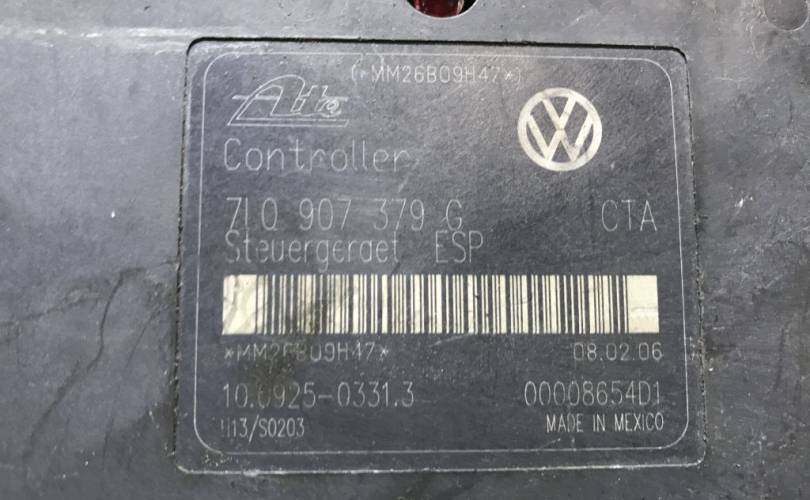 (*MM26B09H47*)
Ate
Controller
7L0 907 379 G CTA
Steuergeraet ESP
*MM26B09H47* 08.02.06
10.0925-0331.3 00008654D1
H13/S0203 MADE IN MEXICO